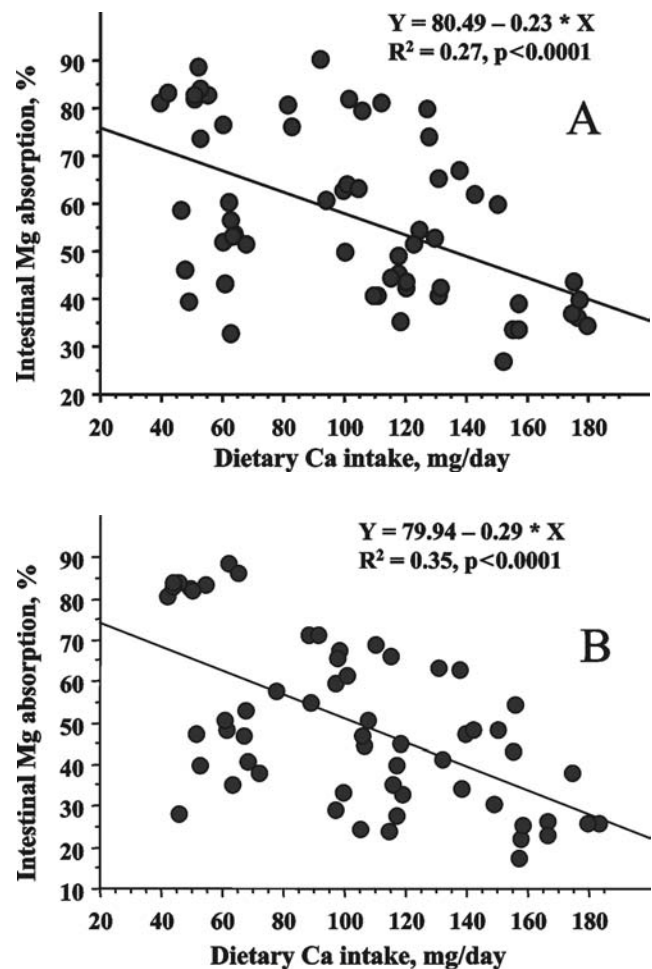 Y = 80.49 – 0.23 * X
R² = 0.27, p<0.0001
A
Intestinal Mg absorption, %
90
80
70
60
50
40
30
20
20 40 60 80 100 120 140 160 180
Dietary Ca intake, mg/day
Y = 79.94 – 0.29 * X
R² = 0.35, p<0.0001
B
Intestinal Mg absorption, %
90
80
70
60
50
40
30
20
10
20 40 60 80 100 120 140 160 180
Dietary Ca intake, mg/day